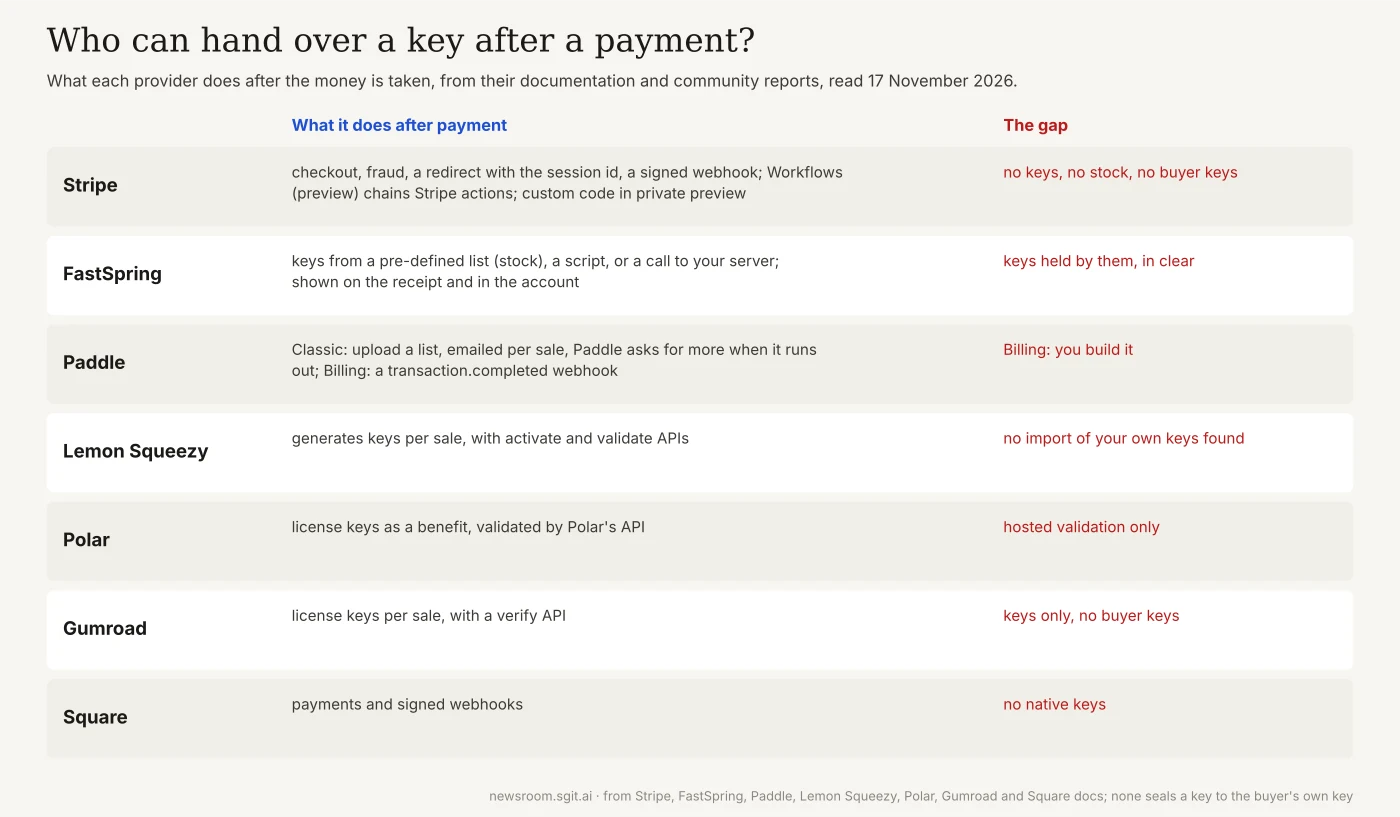 Who can hand over a key after a payment?
What each provider does after the money is taken, from their documentation and community reports, read 17 November 2026.
What it does after payment
The gap
Stripe
checkout, fraud, a redirect with the session id, a signed webhook; Workflows
(preview) chains Stripe actions; custom code in private preview
no keys, no stock, no buyer keys
FastSpring
keys from a pre-defined list (stock), a script, or a call to your server;
shown on the receipt and in the account
keys held by them, in clear
Paddle
Classic: upload a list, emailed per sale, Paddle asks for more when it runs
out; Billing: a transaction.completed webhook
Billing: you build it
Lemon Squeezy
generates keys per sale, with activate and validate APIs
no import of your own keys found
Polar
license keys as a benefit, validated by Polar's API
hosted validation only
Gumroad
license keys per sale, with a verify API
keys only, no buyer keys
Square
payments and signed webhooks
no native keys
newsroom.sgit.ai · from Stripe, FastSpring, Paddle, Lemon Squeezy, Polar, Gumroad and Square docs; none seals a key to the buyer's own key